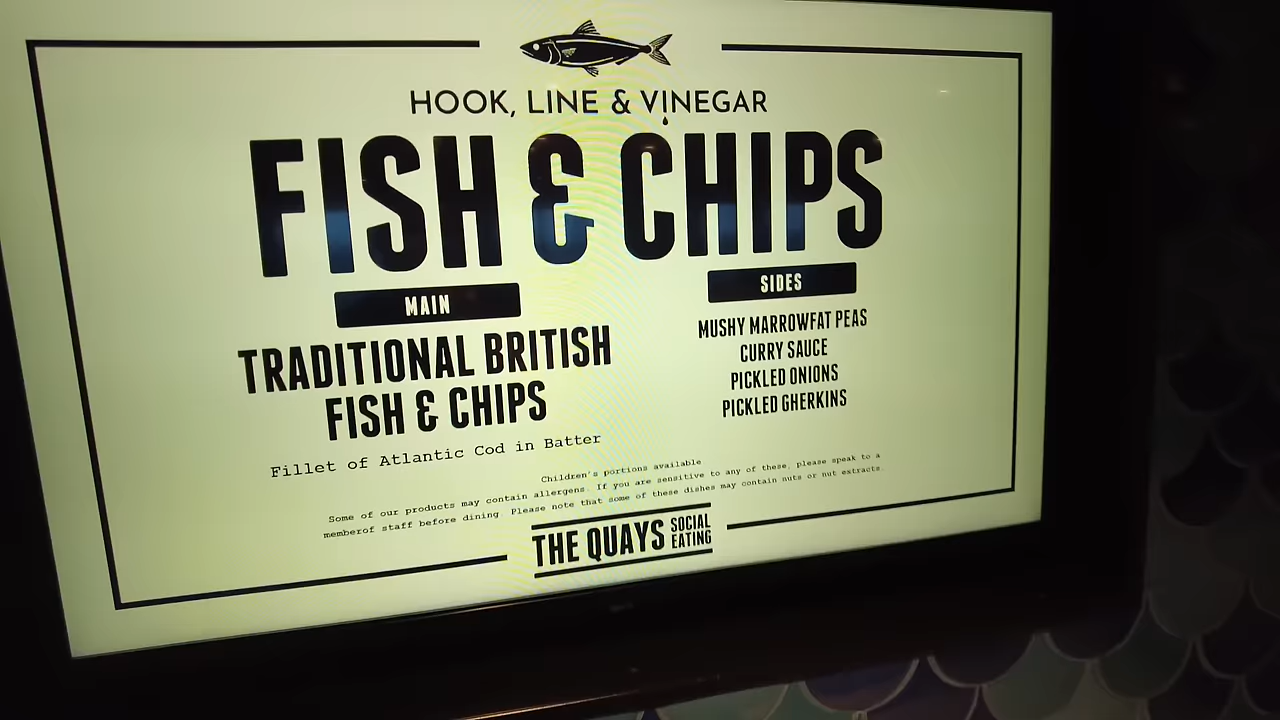 HOOK, LINE & VINEGAR
FISH & CHIPS
MAIN
TRADITIONAL BRITISH
FISH & CHIPS
Fillet of Atlantic Cod in Batter
SIDES
MUSHY MARROWFAT PEAS
CURRY SAUCE
PICKLED ONIONS
PICKLED GHERKINS
Children's portions available
Some of our products may contain allergens. If you are sensitive to any of these, please speak to a
memberof staff before dining. Please note that some of these dishes may contain nuts or nut extracts.
THE QUAYS SOCIAL EATING